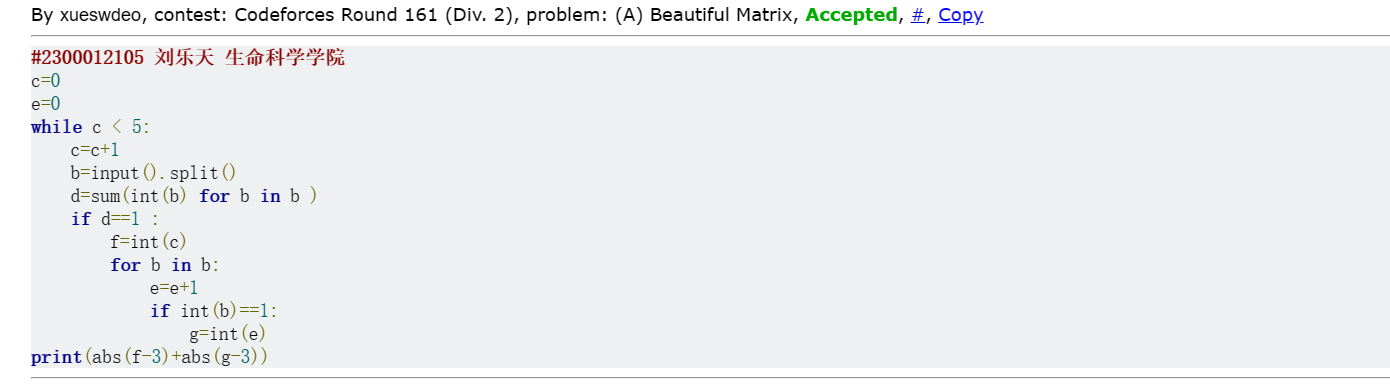 By xueswdeo, contest: Codeforces Round 161 (Div. 2), problem: (A) Beautiful Matrix, Accepted, #, Copy
#2300012105 刘乐天 生命科学学院
c=0
e=0
while c < 5:
    c=c+1
    b=input().split()
    d=sum(int(b) for b in b )
    if d==1 :
        f=int(c)
        for b in b:
            e=e+1
            if int(b)==1:
                g=int(e)
print(abs(f-3)+abs(g-3))